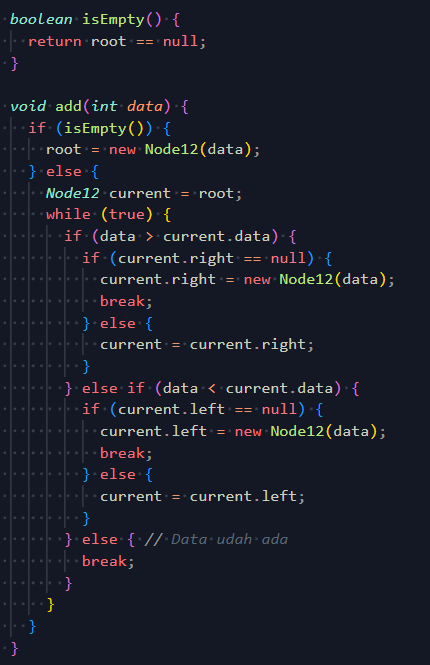 boolean isEmpty() {
  return root == null;
}

void add(int data) {
  if (isEmpty()) {
    root = new Node12(data);
  } else {
    Node12 current = root;
    while (true) {
      if (data > current.data) {
        if (current.right == null) {
          current.right = new Node12(data);
          break;
        } else {
          current = current.right;
        }
      } else if (data < current.data) {
        if (current.left == null) {
          current.left = new Node12(data);
          break;
        } else {
          current = current.left;
        }
      } else { // Data udah ada
        break;
      }
    }
  }
}